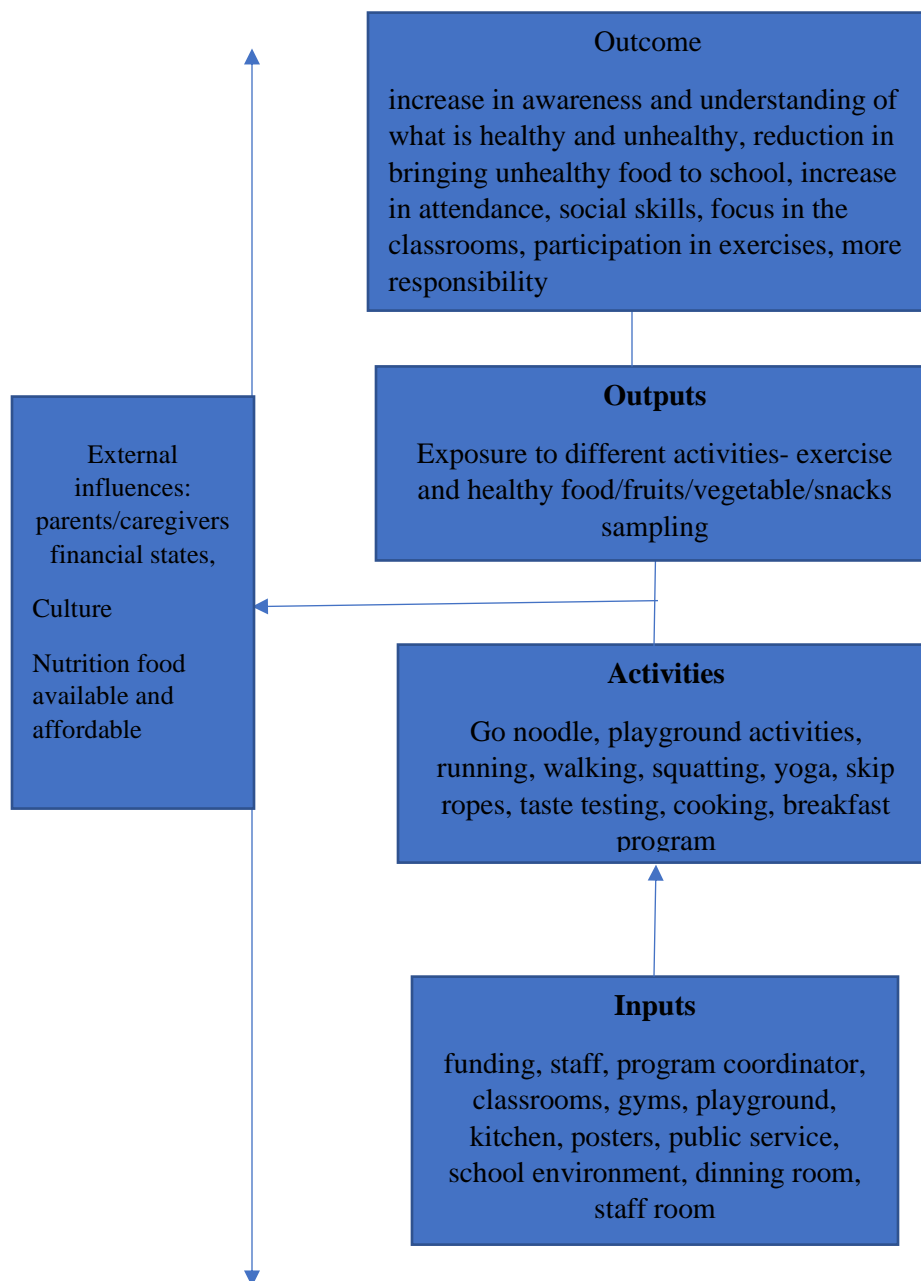 Outcome
increase in awareness and understanding of
what is healthy and unhealthy, reduction in
bringing unhealthy food to school, increase
in attendance, social skills, focus in the
classrooms, participation in exercises, more
responsibility
Outputs
Exposure to different activities- exercise
and healthy food/fruits/vegetable/snacks
sampling
External
influences:
parents/caregivers
financial states,
Culture
Nutrition food
available and
affordable
Activities
Go noodle, playground activities,
running, walking, squatting, yoga, skip
ropes, taste testing, cooking, breakfast
program
Inputs
funding, staff, program coordinator,
classrooms, gyms, playground,
kitchen, posters, public service,
school environment, dinning room,
staff room